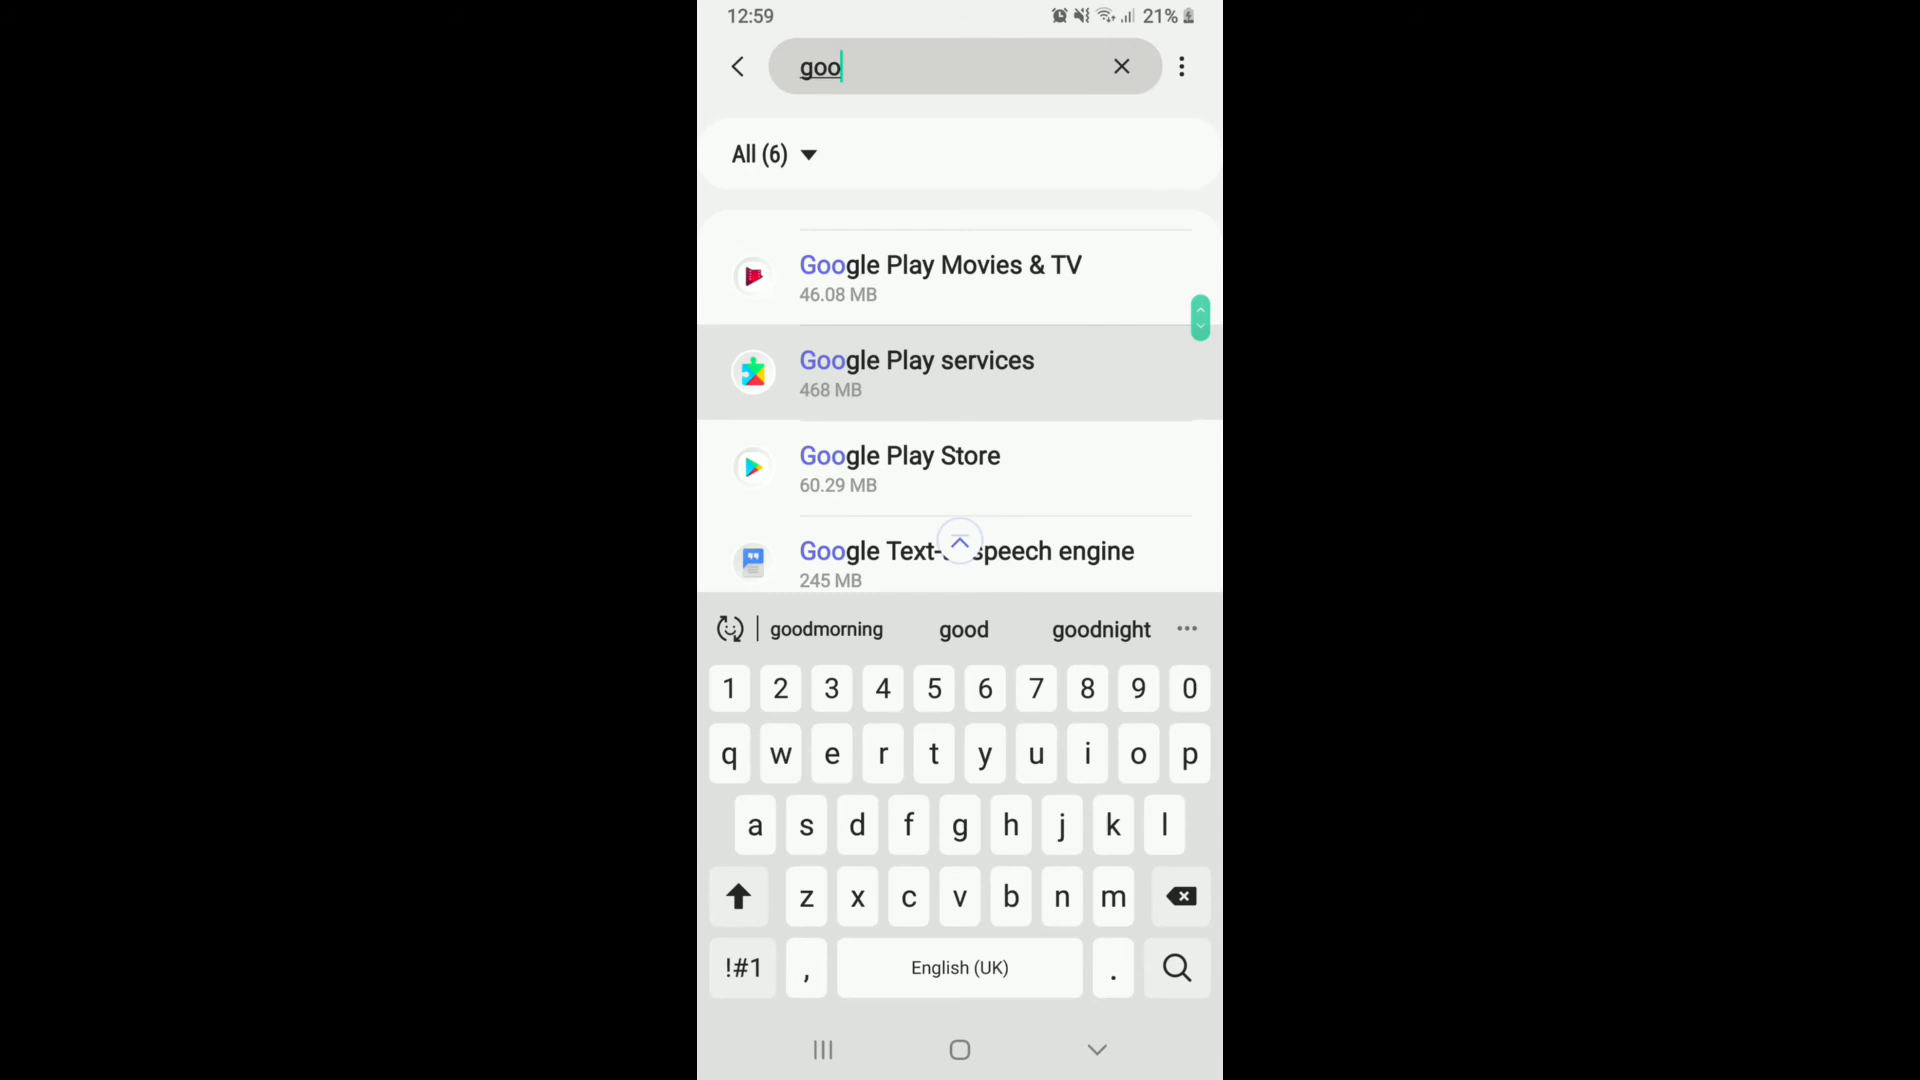 12:59
21%
goo
All (6)
Google Play Movies & TV
46.08 MB
Google Play services
468 MB
Google Play Store
60.29 MB
Google Text- speech engine
245 MB
goodmorning good goodnight
1 2 3 4 5 6 7 8 9 0
q w e r t y u i o p
a s d f g h j k l
z x c v b n m
!#1 , English (UK) .